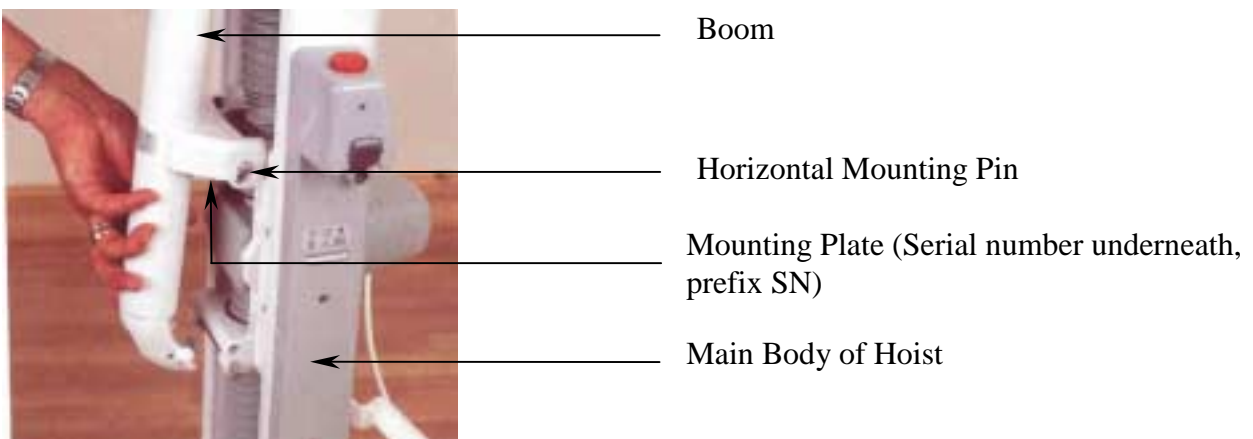 Boom
Horizontal Mounting Pin
Mounting Plate (Serial number underneath,
prefix SN)
Main Body of Hoist